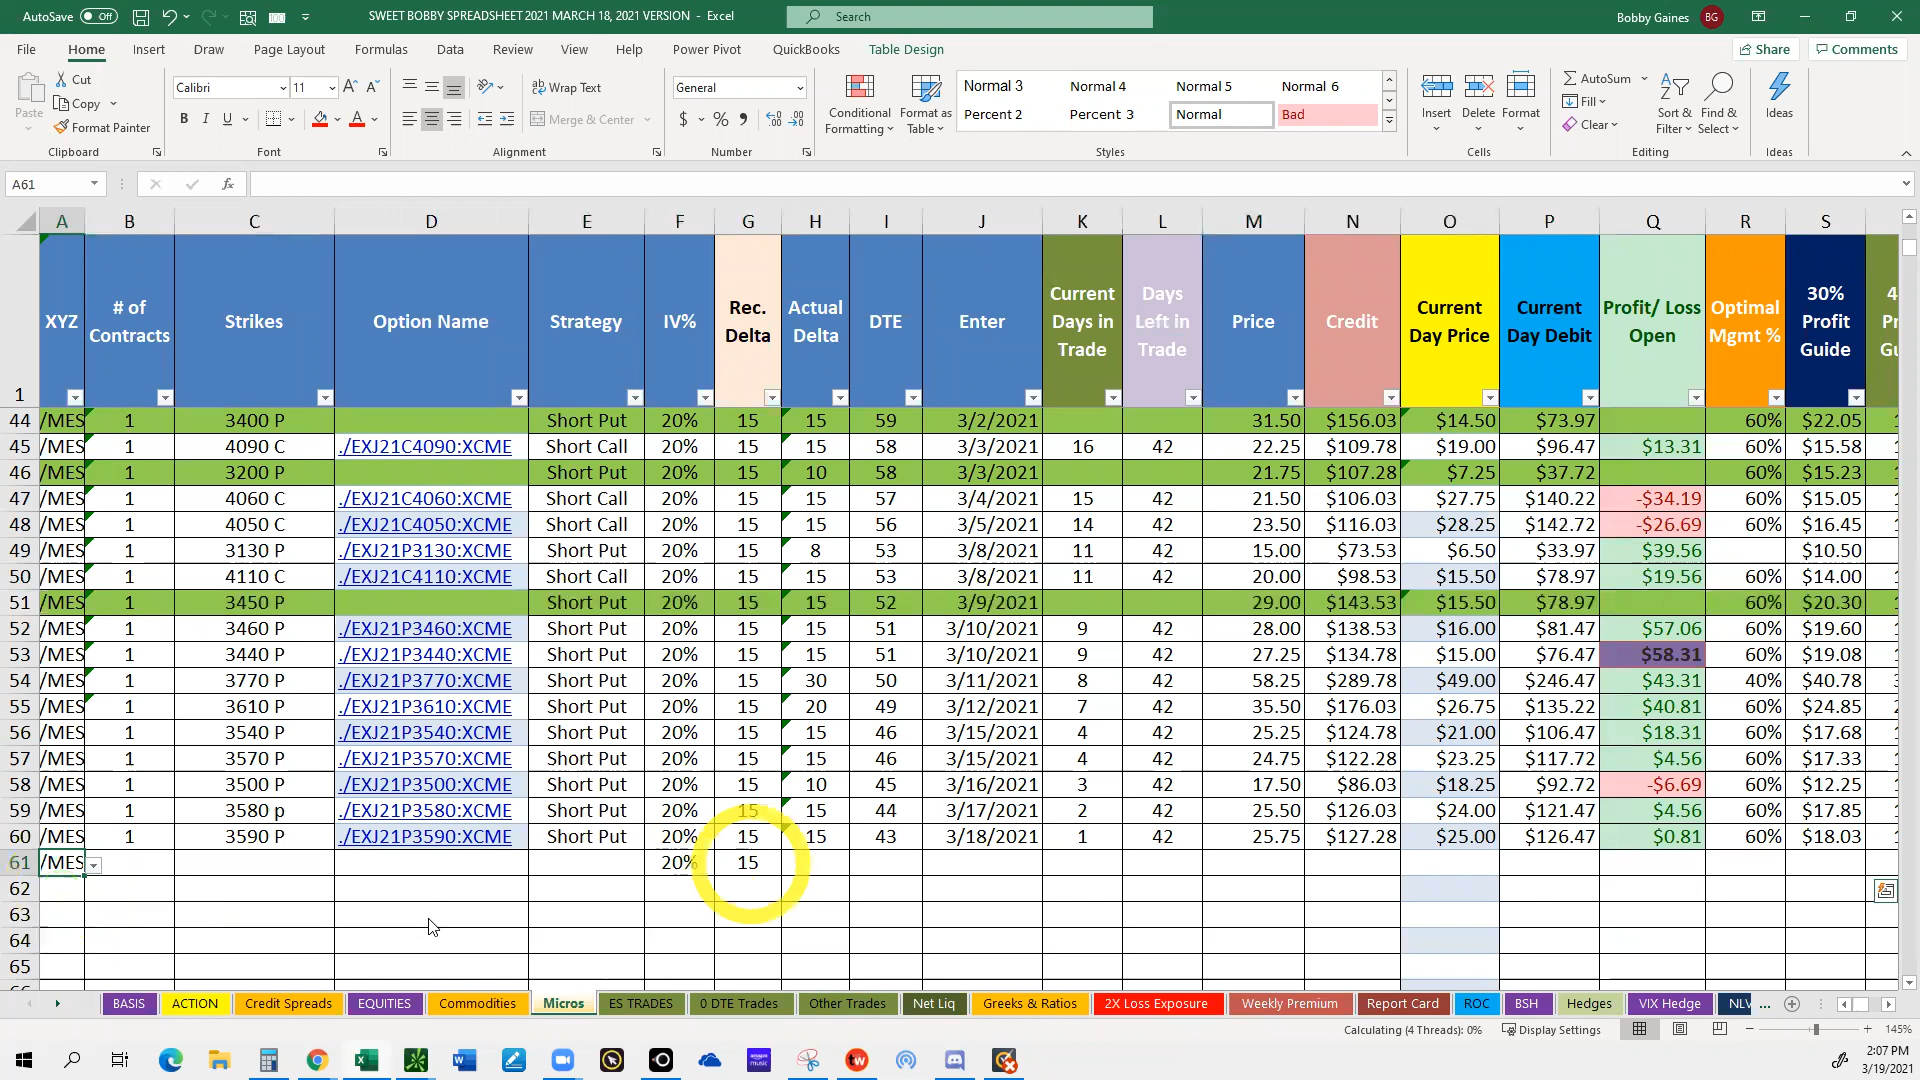 AutoSave Off SWEET BOBBY SPREADSHEET 2021 MARCH 18, 2021 VERSION - Excel Search Bobby Gaines BG
File Home Insert Draw Page Layout Formulas Data Review View Help Power Pivot QuickBooks Table Design Share Comments
Paste Cut Copy Format Painter Clipboard
Calibri 11 B I U A A Font
Wrap Text Merge & Center Alignment
General $ % Number
Conditional Formatting Format as Table
Normal 3 Normal 4 Normal 5 Normal 6
Percent 2 Percent 3 Normal Bad
Styles
Insert Delete Format Cells
AutoSum Fill Clear Sort & Filter Find & Select Editing
Ideas Ideas
A61 fx
A B C D E F G H I J K L M N O P Q R S
1 XYZ # of Contracts Strikes Option Name Strategy IV% Rec. Delta Actual Delta DTE Enter Current Days in Trade Days Left in Trade Price Credit Current Day Price Current Day Debit Profit/ Loss Open Optimal Mgmt % 30% Profit Guide
44 /MES 1 3400 P Short Put 20% 15 15 59 3/2/2021 31.50 $156.03 $14.50 $73.97 60% $22.05
45 /MES 1 4090 C ./EXJ21C4090:XCME Short Call 20% 15 15 58 3/3/2021 16 42 22.25 $109.78 $19.00 $96.47 $13.31 60% $15.58
46 /MES 1 3200 P Short Put 20% 15 10 58 3/3/2021 21.75 $107.28 $7.25 $37.72 60% $15.23
47 /MES 1 4060 C ./EXJ21C4060:XCME Short Call 20% 15 15 57 3/4/2021 15 42 21.50 $106.03 $27.75 $140.22 -$34.19 60% $15.05
48 /MES 1 4050 C ./EXJ21C4050:XCME Short Call 20% 15 15 56 3/5/2021 14 42 23.50 $116.03 $28.25 $142.72 -$26.69 60% $16.45
49 /MES 1 3130 P ./EXJ21P3130:XCME Short Put 20% 15 8 53 3/8/2021 11 42 15.00 $73.53 $6.50 $33.97 $39.56 $10.50
50 /MES 1 4110 C ./EXJ21C4110:XCME Short Call 20% 15 15 53 3/8/2021 11 42 20.00 $98.53 $15.50 $78.97 $19.56 60% $14.00
51 /MES 1 3450 P Short Put 20% 15 15 52 3/9/2021 29.00 $143.53 $15.50 $78.97 60% $20.30
52 /MES 1 3460 P ./EXJ21P3460:XCME Short Put 20% 15 15 51 3/10/2021 9 42 28.00 $138.53 $16.00 $81.47 $57.06 60% $19.60
53 /MES 1 3440 P ./EXJ21P3440:XCME Short Put 20% 15 15 51 3/10/2021 9 42 27.25 $134.78 $15.00 $76.47 $58.31 60% $19.08
54 /MES 1 3770 P ./EXJ21P3770:XCME Short Put 20% 15 30 50 3/11/2021 8 42 58.25 $289.78 $49.00 $246.47 $43.31 40% $40.78
55 /MES 1 3610 P ./EXJ21P3610:XCME Short Put 20% 15 20 49 3/12/2021 7 42 35.50 $176.03 $26.75 $135.22 $40.81 60% $24.85
56 /MES 1 3540 P ./EXJ21P3540:XCME Short Put 20% 15 15 46 3/15/2021 4 42 25.25 $124.78 $21.00 $106.47 $18.31 60% $17.68
57 /MES 1 3570 P ./EXJ21P3570:XCME Short Put 20% 15 15 46 3/15/2021 4 42 24.75 $122.28 $23.25 $117.72 $4.56 60% $17.33
58 /MES 1 3500 P ./EXJ21P3500:XCME Short Put 20% 15 10 45 3/16/2021 3 42 17.50 $86.03 $18.25 $92.72 -$6.69 60% $12.25
59 /MES 1 3580 p ./EXJ21P3580:XCME Short Put 20% 15 15 44 3/17/2021 2 42 25.50 $126.03 $24.00 $121.47 $4.56 60% $17.85
60 /MES 1 3590 P ./EXJ21P3590:XCME Short Put 20% 15 15 43 3/18/2021 1 42 25.75 $127.28 $25.00 $126.47 $0.81 60% $18.03
61 /MES 20% 15
62
63
64
65
BASIS ACTION Credit Spreads EQUITIES Commodities Micros ES TRADES 0 DTE Trades Other Trades Net Liq Greeks & Ratios 2X Loss Exposure Weekly Premium Report Card ROC BSH Hedges VIX Hedge NLV ...
Calculating (4 Threads): 0% Display Settings 145%
2:07 PM
3/19/2021